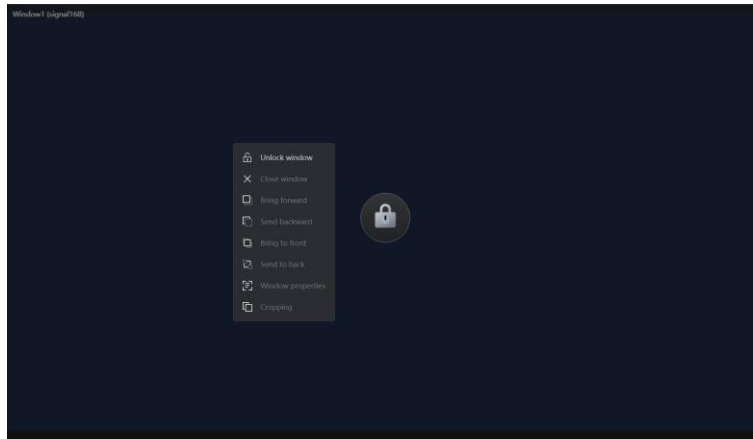 Window1 (signal168)
Unlock window
Close window
Bring forward
Send backward
Bring to front
Send to back
Window properties
Cropping